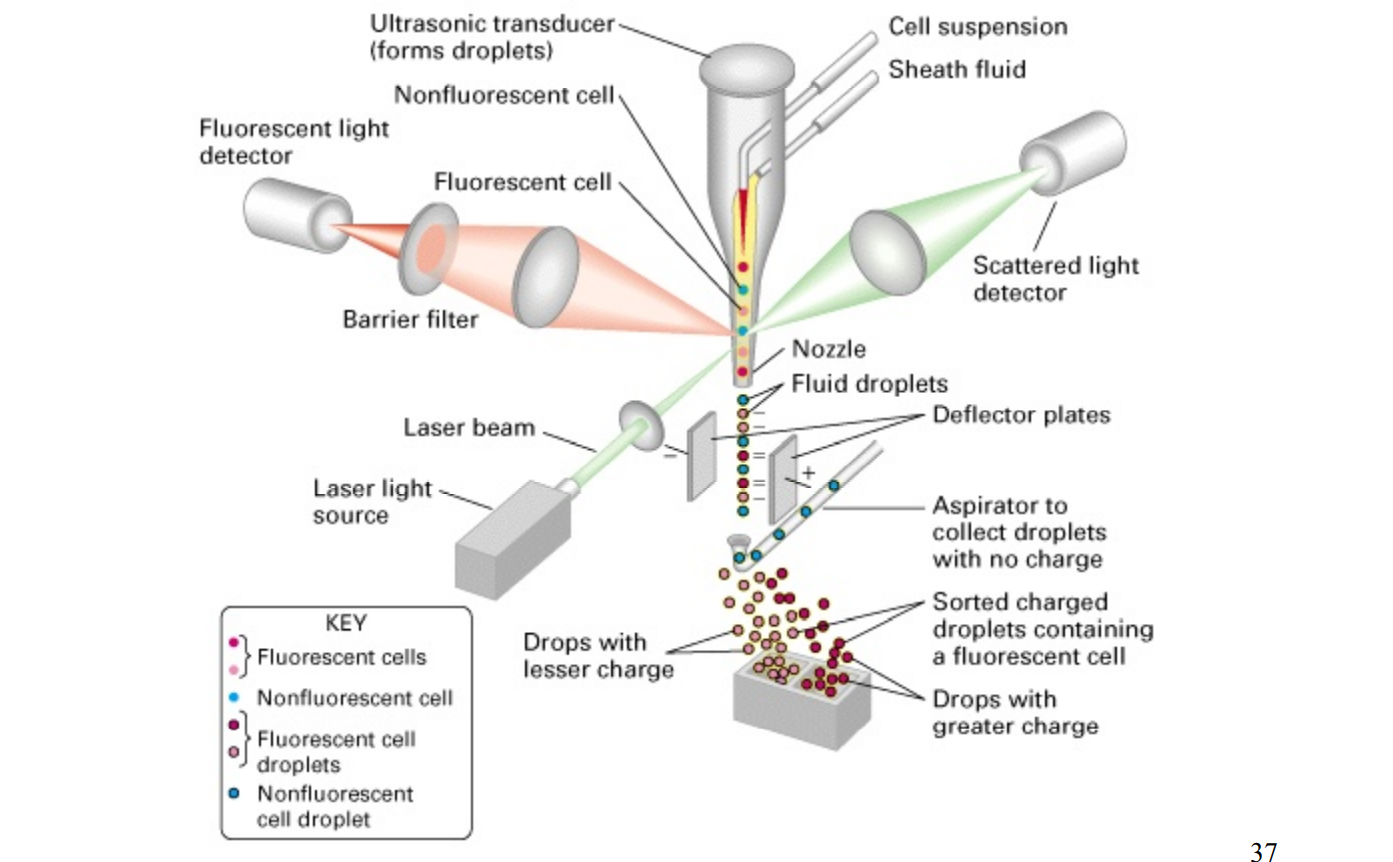 Ultrasonic transducer
(forms droplets)
Cell suspension
Sheath fluid
Nonfluorescent cell
Fluorescent light
detector
Fluorescent cell
Scattered light
detector
Barrier filter
Nozzle
Fluid droplets
Deflector plates
Laser beam
–
–
–
=
=
–
+
Laser light
source
Aspirator to
collect droplets
with no charge
Sorted charged
droplets containing
a fluorescent cell
Drops with
lesser charge
Drops with
greater charge
KEY
Fluorescent cells
Nonfluorescent cell
Fluorescent cell
droplets
Nonfluorescent
cell droplet
37